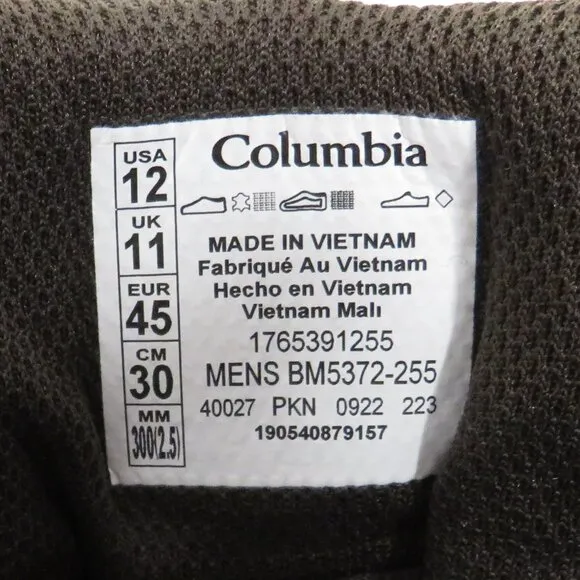 USA
12
UK
11
EUR
45
CM
30
MM
300(2.5)
Columbia
MADE IN VIETNAM
Fabriqué Au Vietnam
Hecho en Vietnam
Vietnam Malı
1765391255
MENS BM5372-255
40027 PKN 0922 223
190540879157